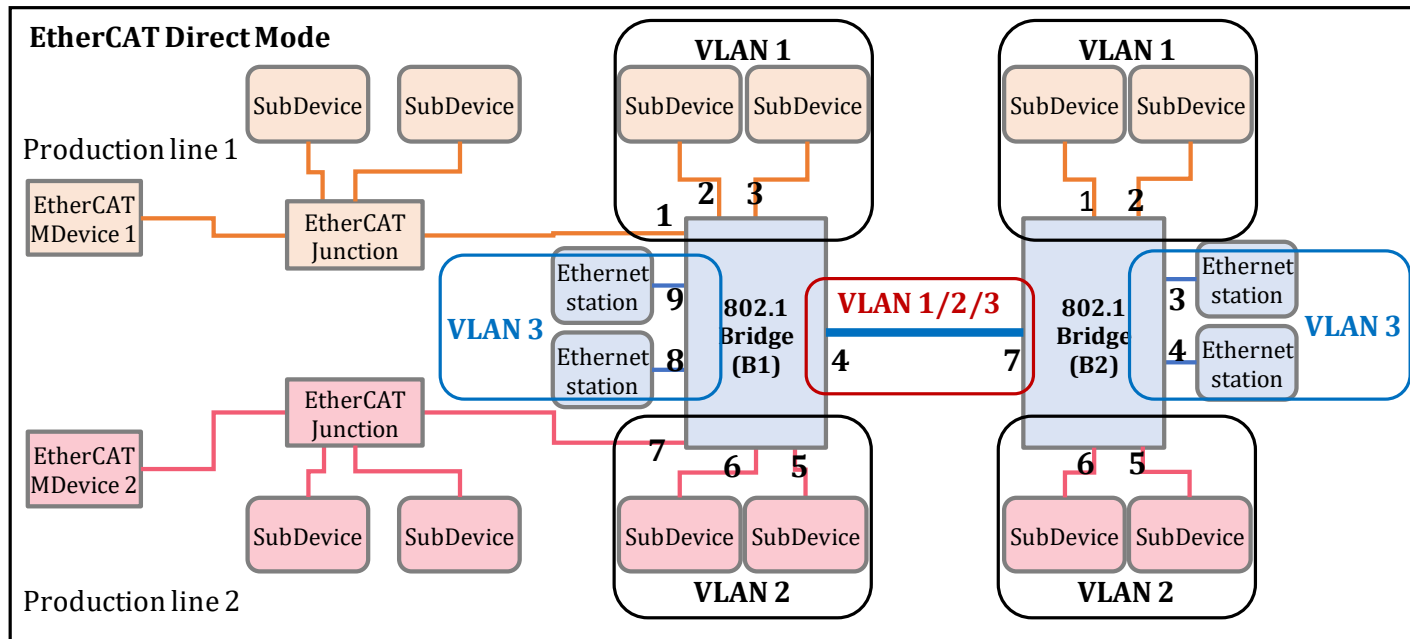 EtherCAT Direct Mode
VLAN 1
VLAN 1
SubDevice
SubDevice
SubDevice
SubDevice
SubDevice
SubDevice
Production line 1
EtherCAT
MDevice 1
EtherCAT
Junction
1
2
3
1
2
Ethernet
station
9
VLAN 3
Ethernet
station
8
802.1
Bridge
(B1)
VLAN 1/2/3
4
7
802.1
Bridge
(B2)
3
Ethernet
station
VLAN 3
4
Ethernet
station
EtherCAT
MDevice 2
EtherCAT
Junction
7
6
5
6
5
SubDevice
SubDevice
SubDevice
SubDevice
SubDevice
SubDevice
VLAN 2
VLAN 2
Production line 2